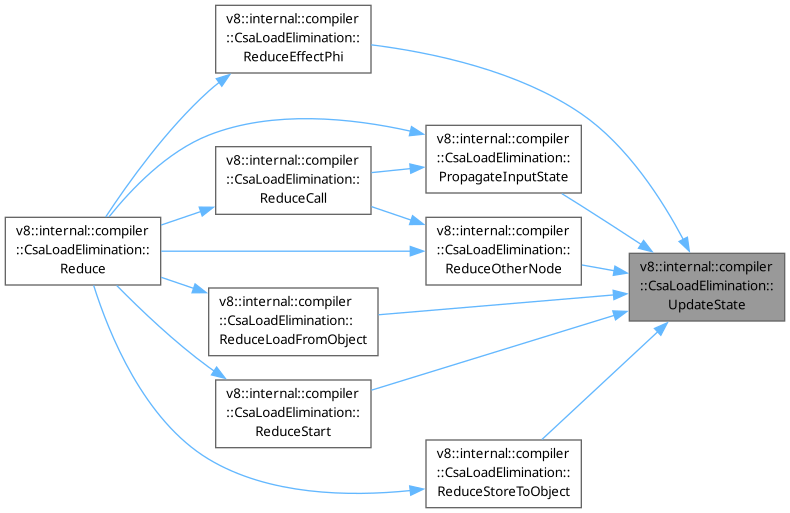 v8::internal::compiler
::CsaLoadElimination::
ReduceEffectPhi
v8::internal::compiler
::CsaLoadElimination::
PropagateInputState
v8::internal::compiler
::CsaLoadElimination::
ReduceCall
v8::internal::compiler
::CsaLoadElimination::
Reduce
v8::internal::compiler
::CsaLoadElimination::
ReduceOtherNode
v8::internal::compiler
::CsaLoadElimination::
UpdateState
v8::internal::compiler
::CsaLoadElimination::
ReduceLoadFromObject
v8::internal::compiler
::CsaLoadElimination::
ReduceStart
v8::internal::compiler
::CsaLoadElimination::
ReduceStoreToObject